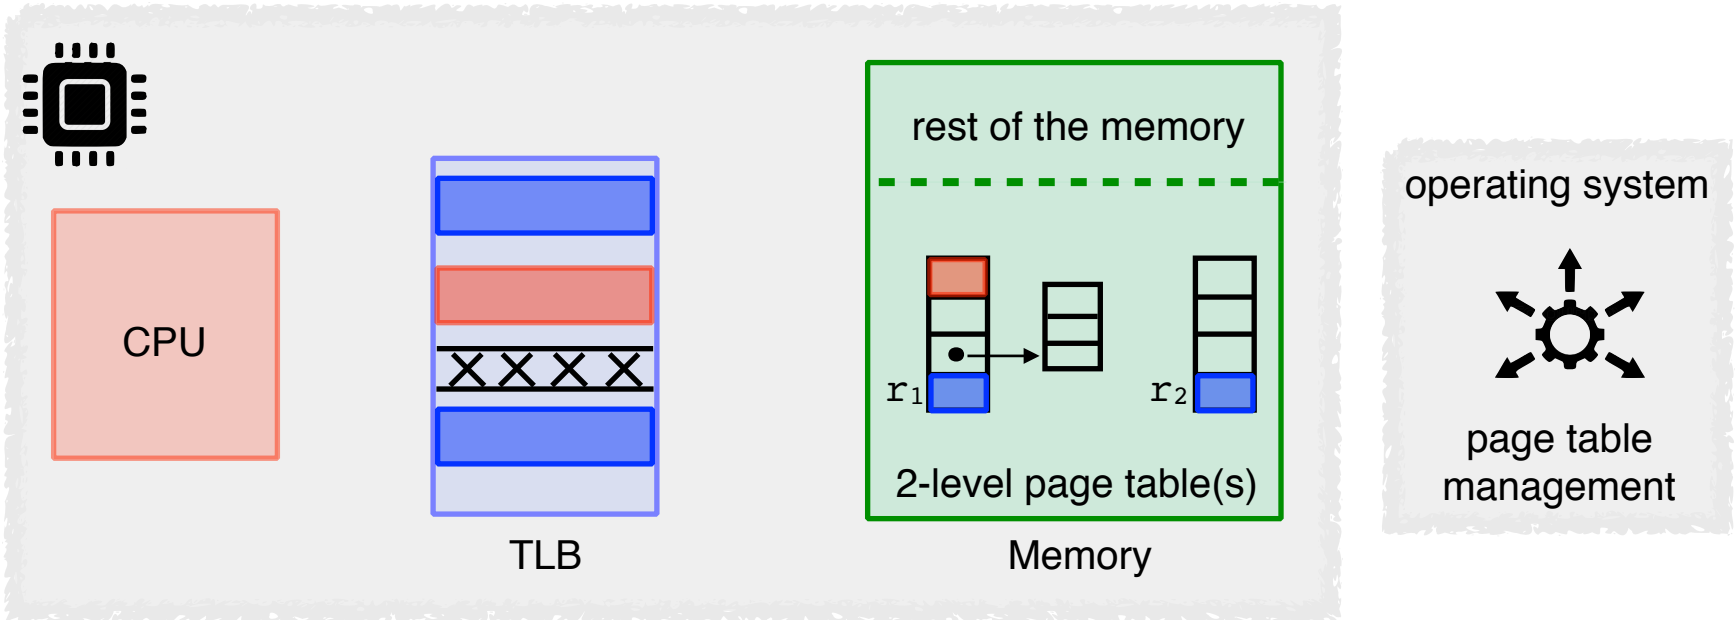 rest of the memory
operating system
CPU
r₁
r₂
page table
management
2-level page table(s)
TLB
Memory